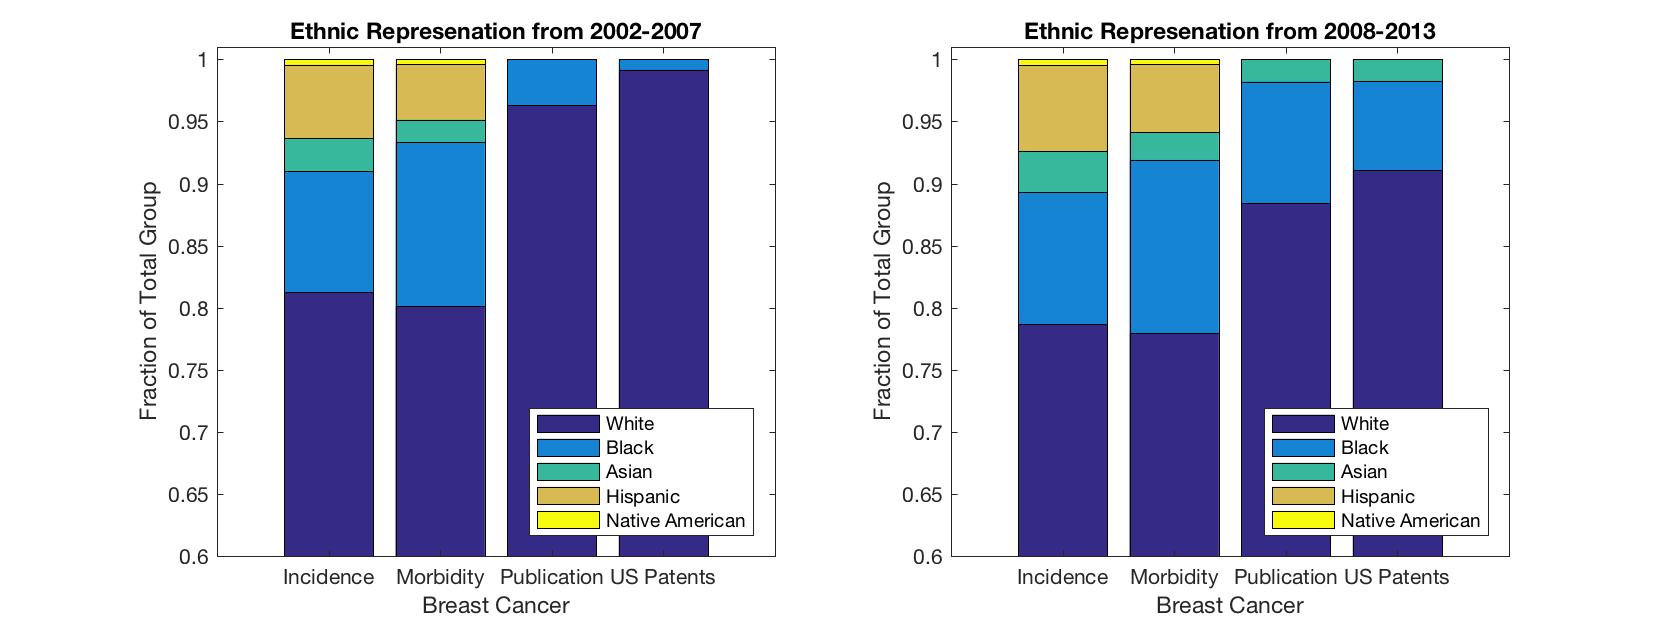 Ethnic Represenation from 2002-2007
1
0.95
0.9
0.85
0.8
0.75
0.7
0.65
0.6
Fraction of Total Group
White
Black
Asian
Hispanic
Native American
Incidence Morbidity Publication US Patents
Breast Cancer
Ethnic Represenation from 2008-2013
1
0.95
0.9
0.85
0.8
0.75
0.7
0.65
0.6
Fraction of Total Group
White
Black
Asian
Hispanic
Native American
Incidence Morbidity Publication US Patents
Breast Cancer